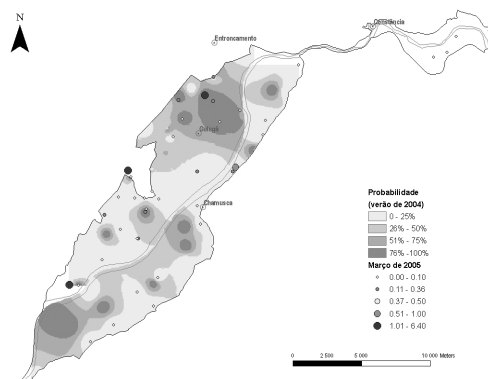 N
Constância
Entroncamento
Golegã
Chamusca
Probabilidade
(verão de 2004)
0 - 25%
26% - 50%
51% - 75%
76% -100%
Março de 2005
0.00 - 0.10
0.11 - 0.36
0.37 - 0.50
0.51 - 1.00
1.01 - 6.40
0 2.500 5 000 10 000 Meters